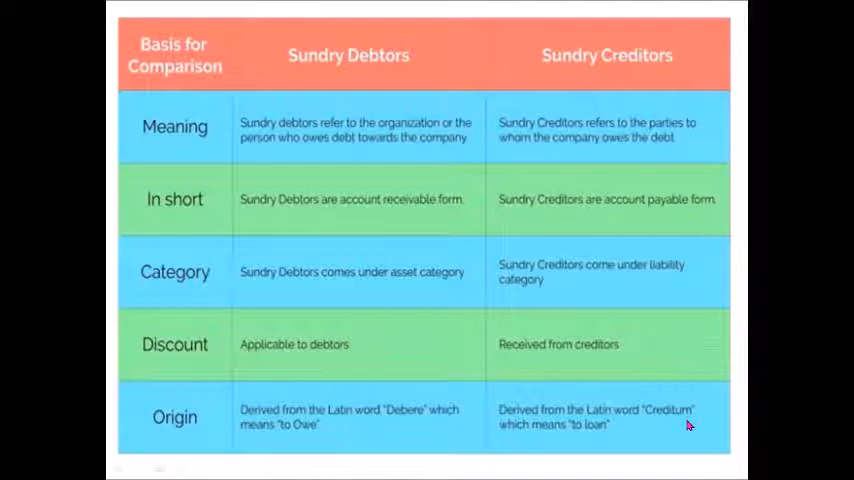 Basis for
Comparison
Sundry Debtors
Sundry Creditors
Meaning
Sundry debtors refer to the organization or the
person who owes debt towards the company
Sundry Creditors refers to the parties to
whom the company owes the debt
In short
Sundry Debtors are account receivable form.
Sundry Creditors are account payable form.
Category
Sundry Debtors comes under asset category
Sundry Creditors come under liability
category
Discount
Applicable to debtors
Received from creditors
Origin
Derived from the Latin word "Debere" which
means "to Owe"
Derived from the Latin word "Creditum"
which means "to loan"